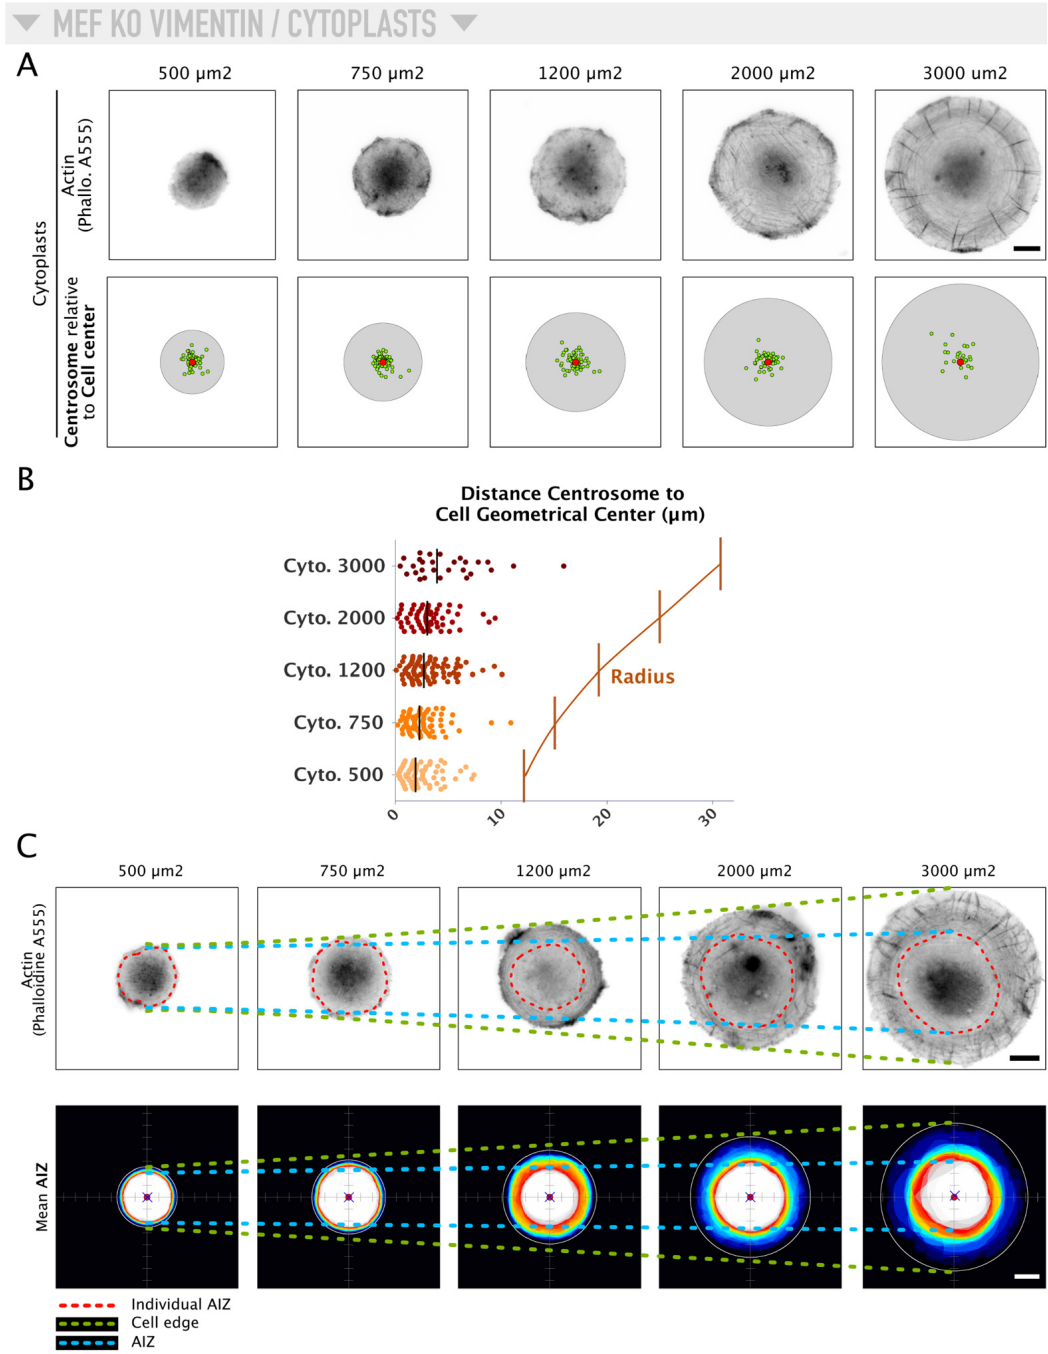 MEF KO VIMENTIN / CYTOPLASTS
A
500 µm2 750 µm2 1200 µm2 2000 µm2 3000 um2
Cytoplasts
Actin
(Phallo. A555)
Centrosome relative
to Cell center
B
Distance Centrosome to
Cell Geometrical Center (µm)
Cyto. 3000
Cyto. 2000
Cyto. 1200
Radius
Cyto. 750
Cyto. 500
0 10 20 30
C
500 µm2 750 µm2 1200 µm2 2000 µm2 3000 µm2
Actin
(Phalloidine A555)
Mean AIZ
Individual AIZ
Cell edge
AIZ